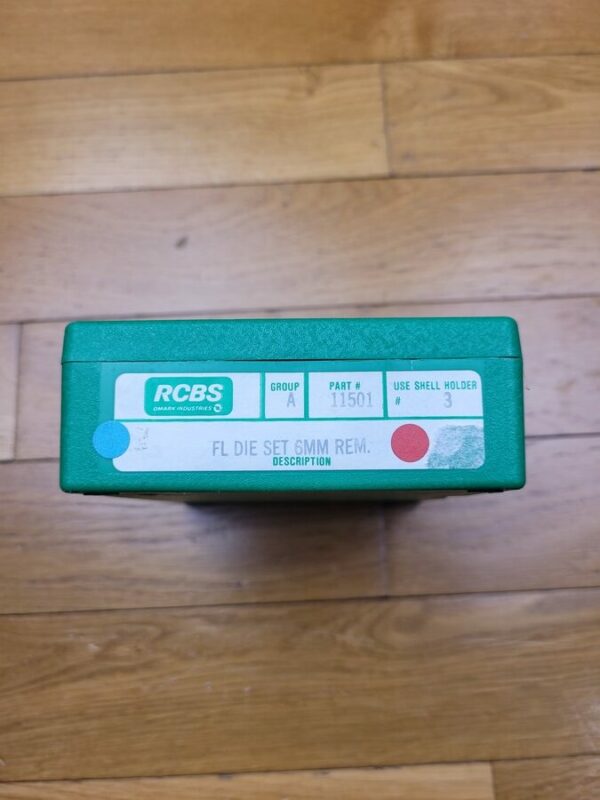 RCBS
OMARK INDUSTRIES
GROUP
A
PART #
11501
USE SHELL HOLDER
# 3
FL DIE SET 6MM REM.
DESCRIPTION